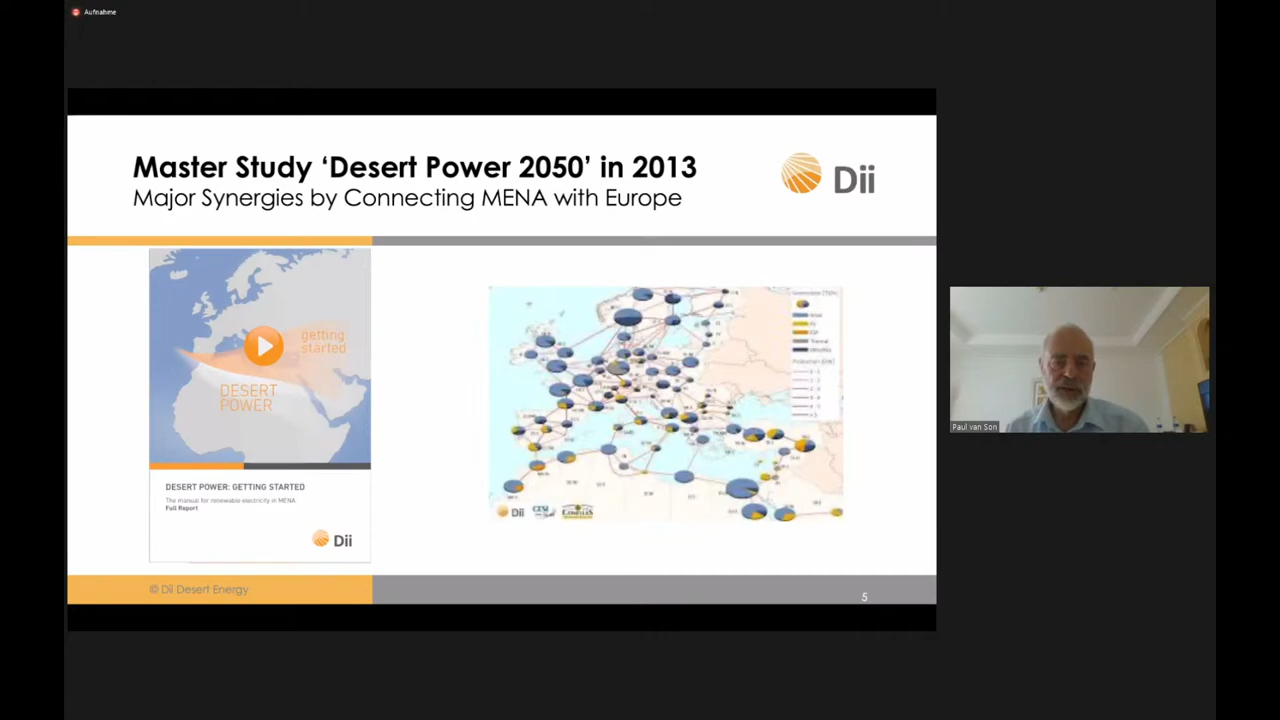 Aufnahme
Master Study ‘Desert Power 2050’ in 2013
Major Synergies by Connecting MENA with Europe
Dii
getting
started
DESERT
POWER
DESERT POWER: GETTING STARTED
The manual for renewable electricity in MENA
Full Report
Dii
Dii
© Dii Desert Energy
5
Paul van Son